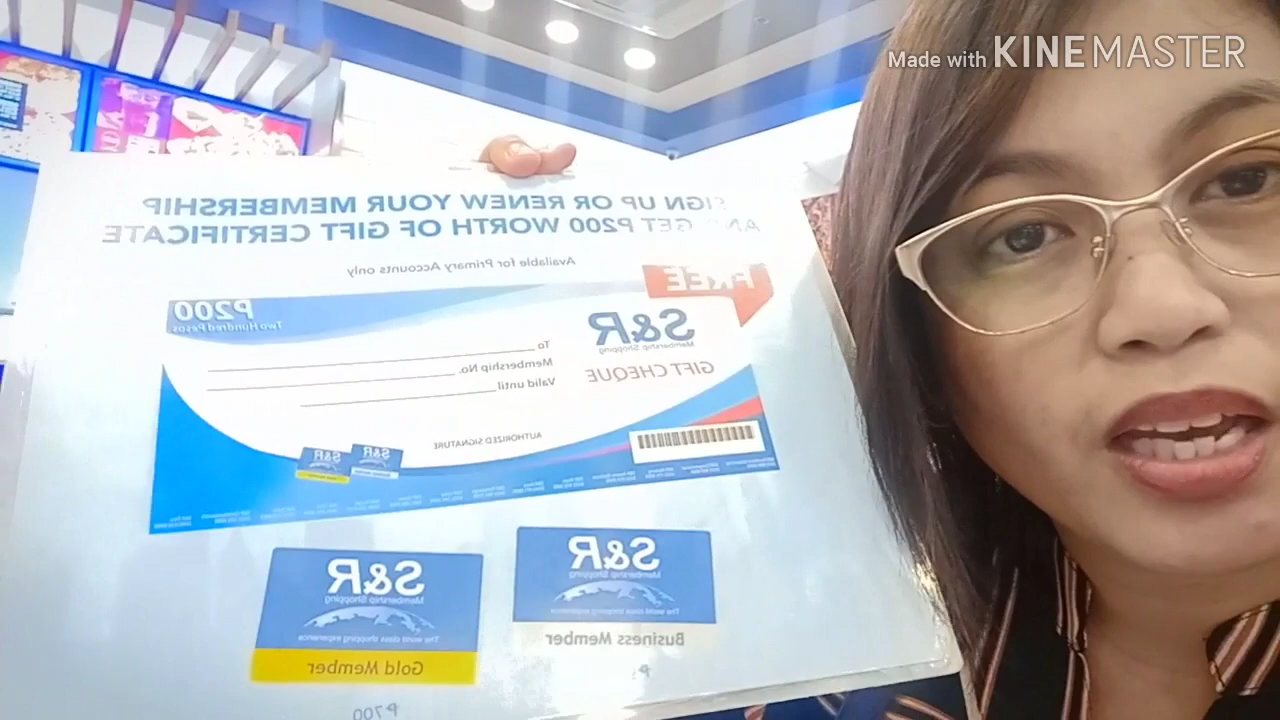 Made with KINEMASTER
SIGN UP OR RENEW YOUR MEMBERSHIP
AND GET P200 WORTH OF GIFT CERTIFICATE
Available for Primary Accounts only
FREE
P200
Two Hundred Pesos
S&R
Membership Shopping
GIFT CHEQUE
To
Membership No.
Valid until
AUTHORIZED SIGNATURE
S&R
S&R
S&R
Membership Shopping
The world class shopping experience
Business Member
S&R
Membership Shopping
The world class shopping experience
Gold Member
₱700